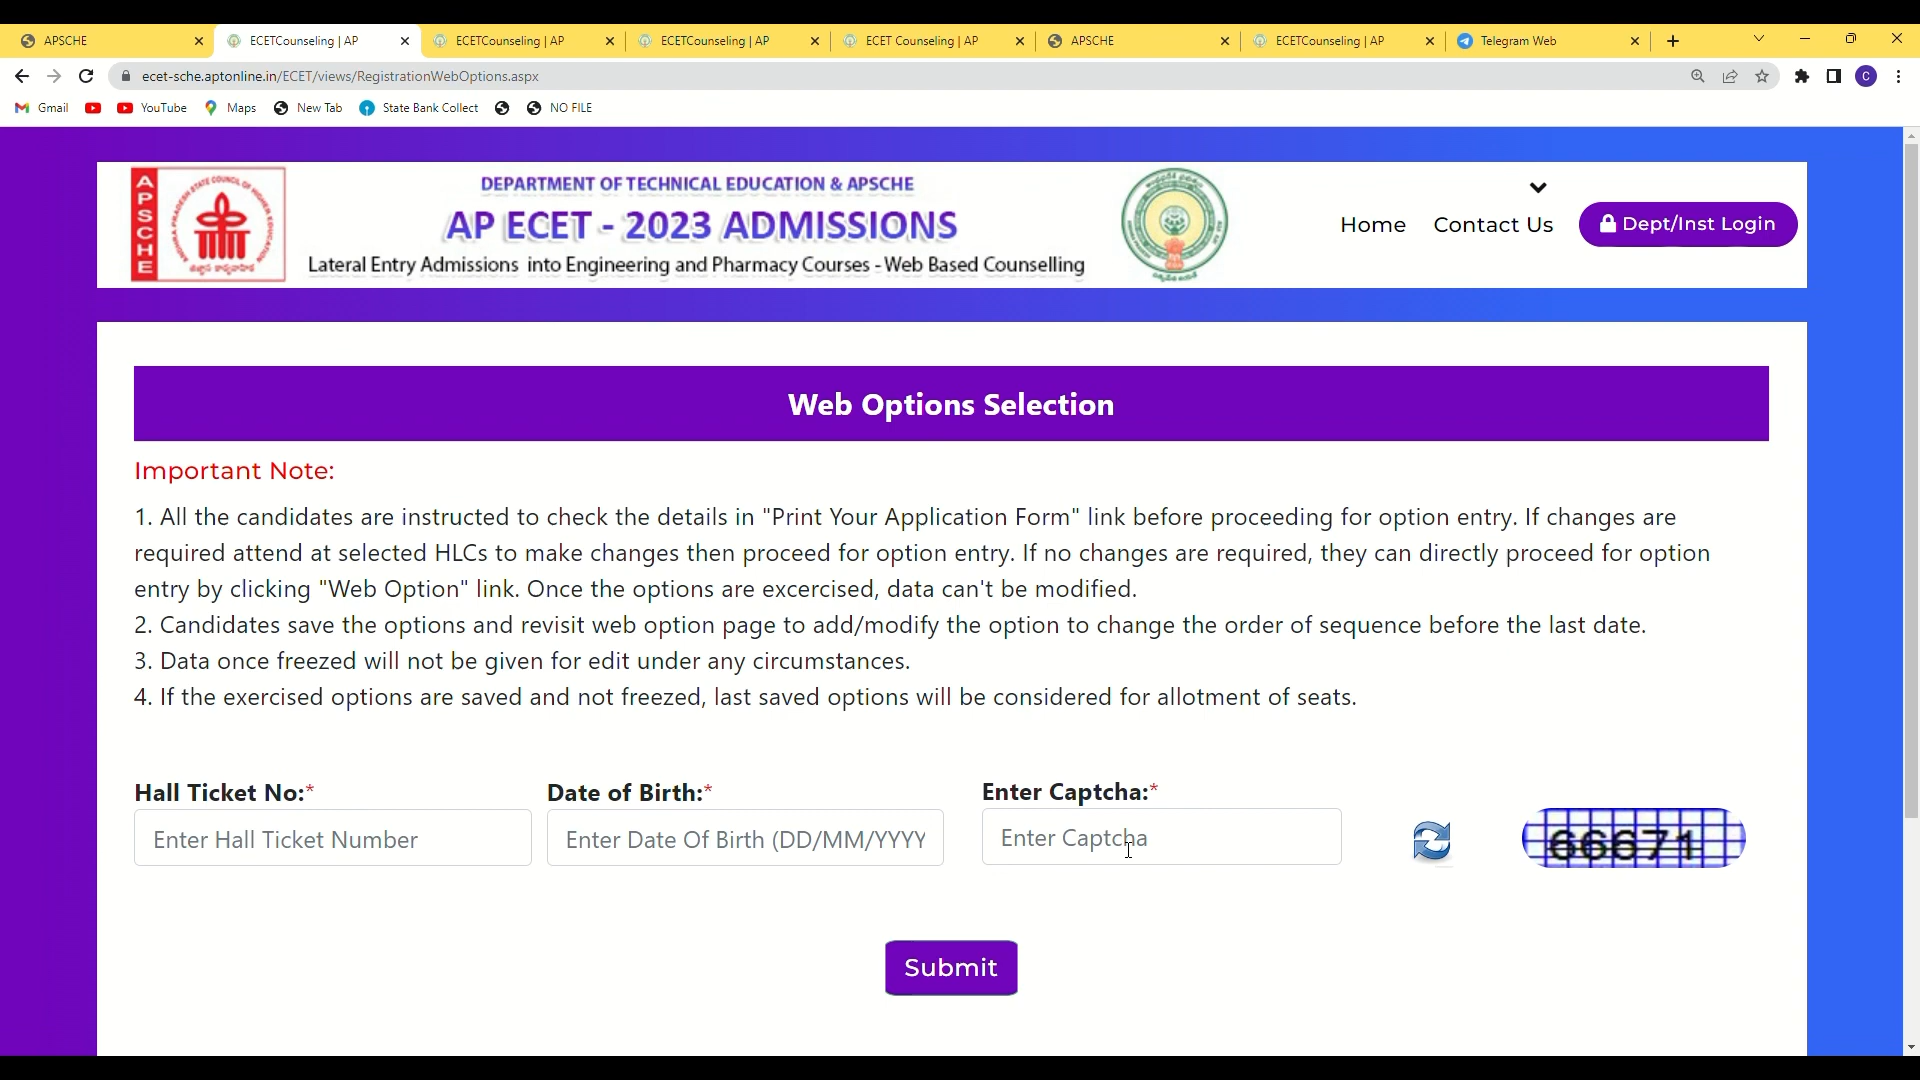 APSCHE
ECETCounseling | AP
ECETCounseling | AP
ECETCounseling | AP
ECET Counseling | AP
APSCHE
ECETCounseling | AP
Telegram Web
ecet-sche.aptonline.in/ECET/views/RegistrationWebOptions.aspx
C
Gmail
YouTube
Maps
New Tab
State Bank Collect
NO FILE
APSCHE
DEPARTMENT OF TECHNICAL EDUCATION & APSCHE
AP ECET - 2023 ADMISSIONS
Lateral Entry Admissions into Engineering and Pharmacy Courses - Web Based Counselling
Home
Contact Us
Dept/Inst Login
Web Options Selection
Important Note:
1. All the candidates are instructed to check the details in "Print Your Application Form" link before proceeding for option entry. If changes are
required attend at selected HLCs to make changes then proceed for option entry. If no changes are required, they can directly proceed for option
entry by clicking "Web Option" link. Once the options are excercised, data can't be modified.
2. Candidates save the options and revisit web option page to add/modify the option to change the order of sequence before the last date.
3. Data once freezed will not be given for edit under any circumstances.
4. If the exercised options are saved and not freezed, last saved options will be considered for allotment of seats.
Hall Ticket No:*
Date of Birth:*
Enter Captcha:*
Enter Hall Ticket Number
Enter Date Of Birth (DD/MM/YYYY
Enter Captcha
66671
Submit